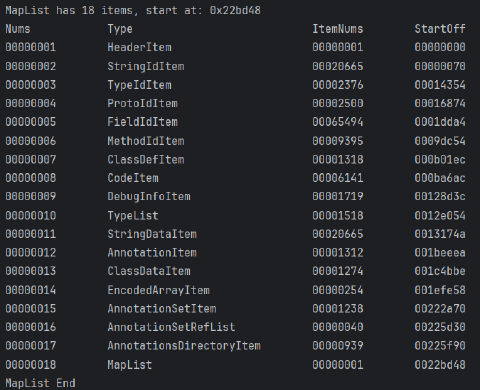 MapList has 18 items, start at: 0x22bd48
Nums Type ItemNums StartOff
00000001 HeaderItem 00000001 00000000
00000002 StringIdItem 00020665 00000070
00000003 TypeIdItem 00002376 00014354
00000004 ProtoIdItem 00002500 00016874
00000005 FieldIdItem 00065494 0001dda4
00000006 MethodIdItem 00009395 0009dc54
00000007 ClassDefItem 00001318 000b01ec
00000008 CodeItem 00006141 000ba6ac
00000009 DebugInfoItem 00001719 00128d3c
00000010 TypeList 00001518 0012e054
00000011 StringDataItem 00020665 0013174a
00000012 AnnotationItem 00001312 001beeea
00000013 ClassDataItem 00001274 001c4bbe
00000014 EncodedArrayItem 00000254 001efe58
00000015 AnnotationSetItem 00001238 00222a70
00000016 AnnotationSetRefList 00000040 00225d30
00000017 AnnotationsDirectoryItem 00000939 00225f90
00000018 MapList 00000001 0022bd48
MapList End